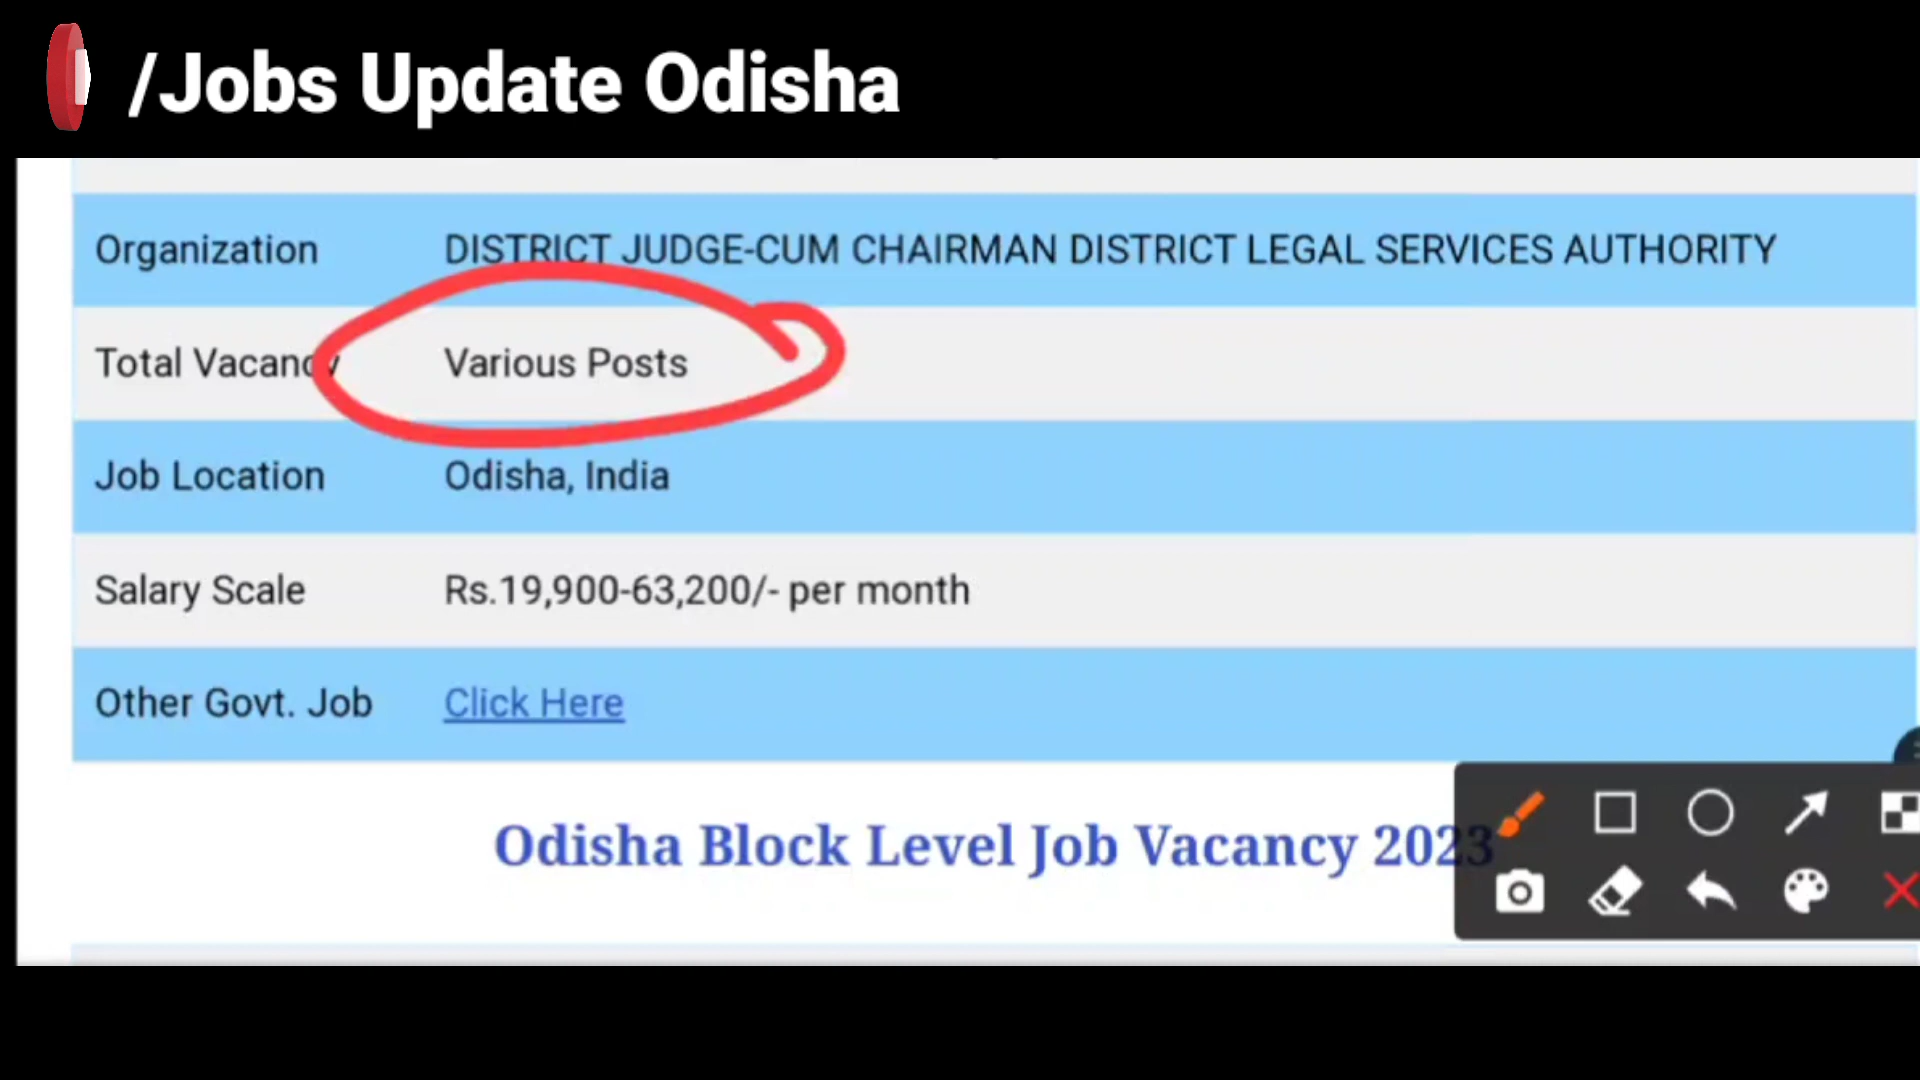 /Jobs Update Odisha
Organization DISTRICT JUDGE-CUM CHAIRMAN DISTRICT LEGAL SERVICES AUTHORITY
Total Vacancy Various Posts
Job Location Odisha, India
Salary Scale Rs.19,900-63,200/- per month
Other Govt. Job Click Here
Odisha Block Level Job Vacancy 2023